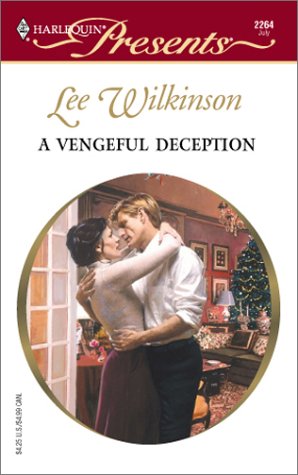 HARLEQUIN®
Presents®
2264
July
Lee Wilkinson
A VENGEFUL DECEPTION
$4.25 U.S./$4.99 CAN.